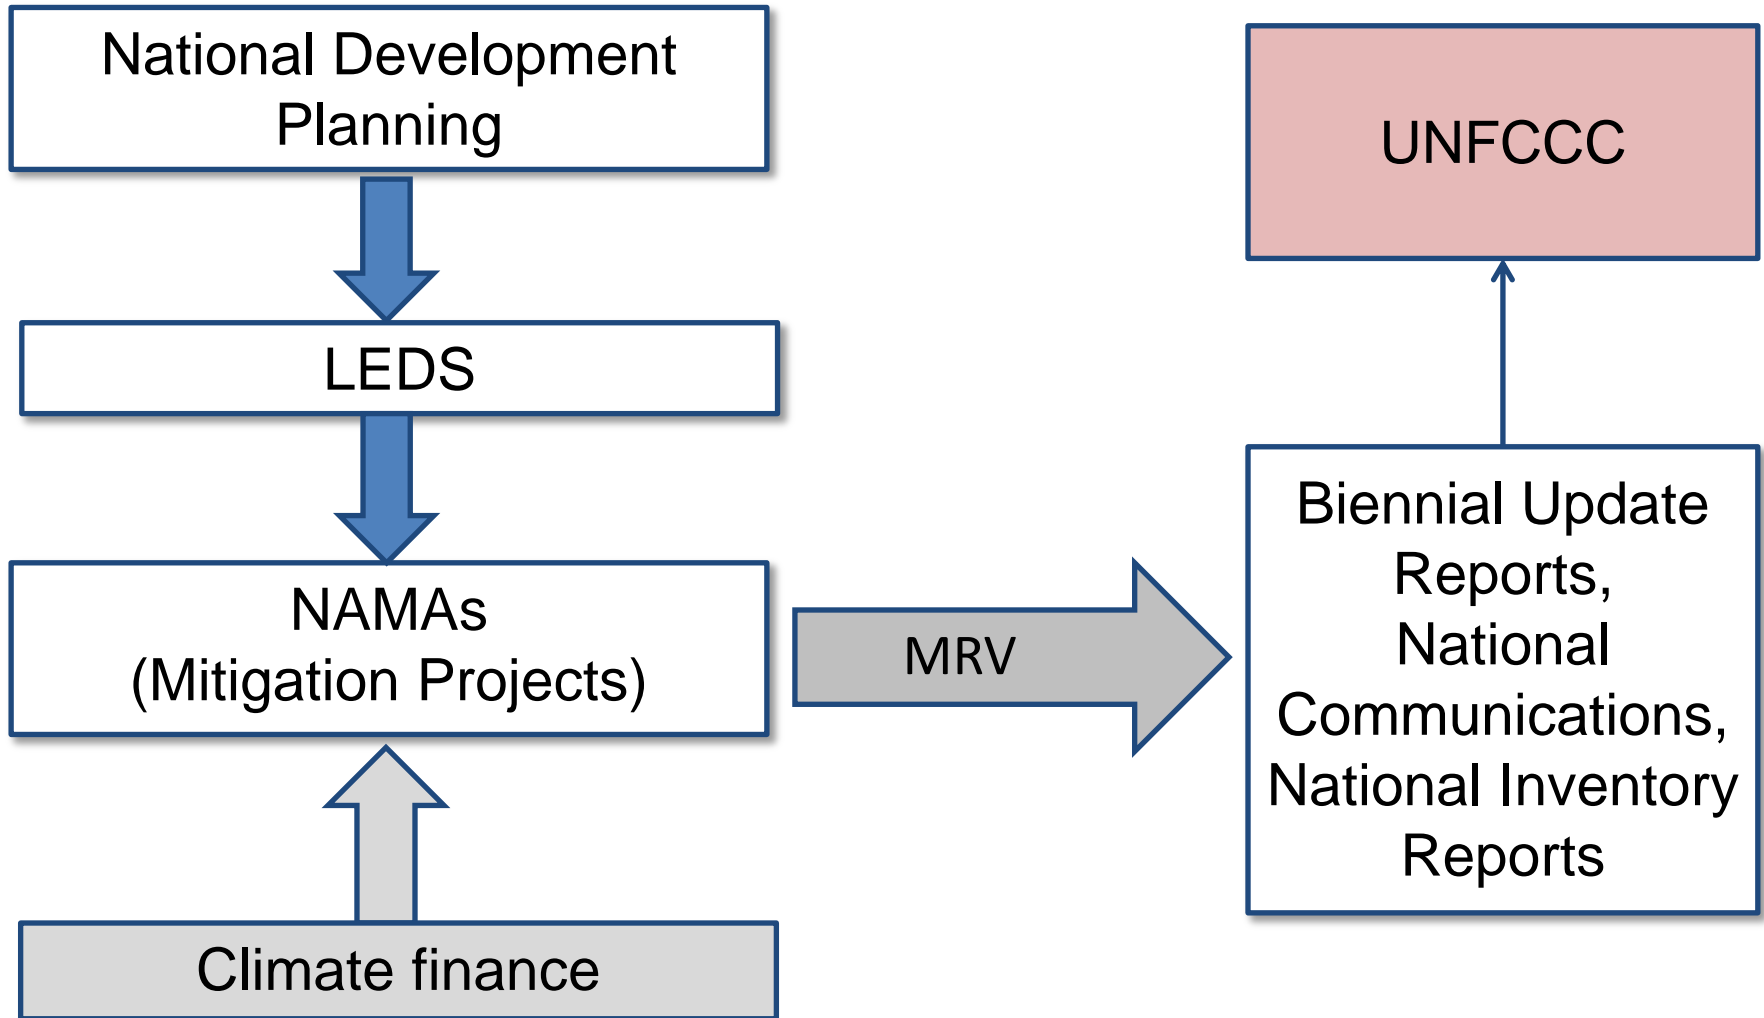 National Development
Planning
LEDS
NAMAs
(Mitigation Projects)
Climate finance
MRV
UNFCCC
Biennial Update
Reports,
National
Communications,
National Inventory
Reports